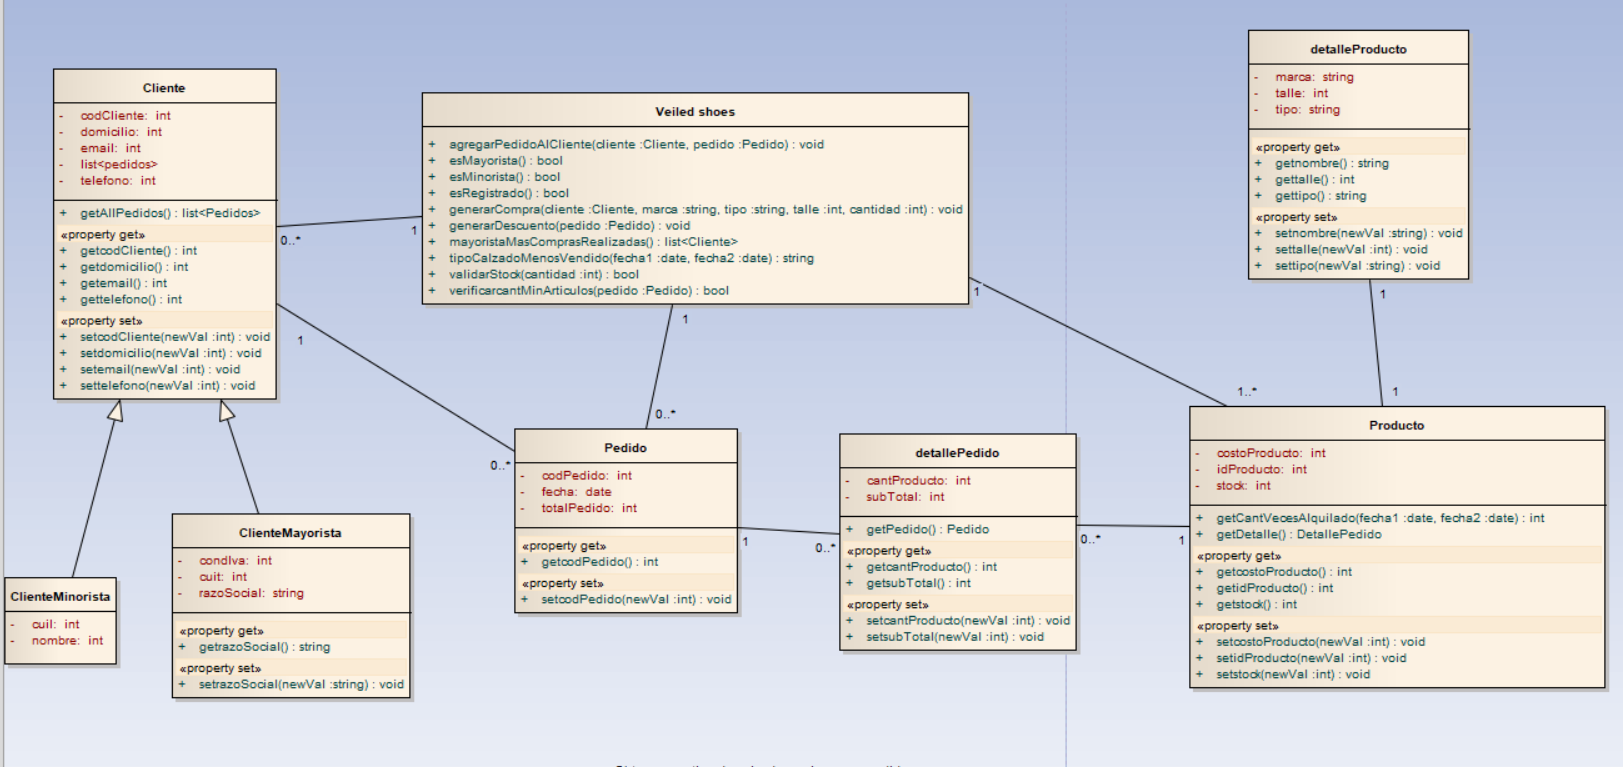 Cliente
- codCliente: int
- domicilio: int
- email: int
- list<pedidos>
- telefono: int
+ getAllPedidos() : list<Pedidos>
«property get»
+ getcodCliente() : int
+ getdomicilio() : int
+ getemail() : int
+ gettelefono() : int
«property set»
+ setcodCliente(newVal :int) : void
+ setdomicilio(newVal :int) : void
+ setemail(newVal :int) : void
+ settelefono(newVal :int) : void
0..*
1
1
0..*
Veiled shoes
+ agregarPedidoAlCliente(cliente :Cliente, pedido :Pedido) : void
+ esMayorista() : bool
+ esMinorista() : bool
+ esRegistrado() : bool
+ generarCompra(cliente :Cliente, marca :string, tipo :string, talle :int, cantidad :int) : void
+ generarDescuento(pedido :Pedido) : void
+ mayoristaMasComprasRealizadas() : list<Cliente>
+ tipoCalzadoMenosVendido(fecha1 :date, fecha2 :date) : string
+ validarStock(cantidad :int) : bool
+ verificarcantMinArticulos(pedido :Pedido) : bool
1
0..*
1
1..*
detalleProducto
- marca: string
- talle: int
- tipo: string
«property get»
+ getnombre() : string
+ gettalle() : int
+ gettipo() : string
«property set»
+ setnombre(newVal :string) : void
+ settalle(newVal :int) : void
+ settipo(newVal :string) : void
1
1
ClienteMinorista
- cuil: int
- nombre: int
ClienteMayorista
- condIva: int
- cuit: int
- razoSocial: string
«property get»
+ getrazoSocial() : string
«property set»
+ setrazoSocial(newVal :string) : void
Pedido
- codPedido: int
- fecha: date
- totalPedido: int
«property get»
+ getcodPedido() : int
«property set»
+ setcodPedido(newVal :int) : void
1
0..*
detallePedido
- cantProducto: int
- subTotal: int
+ getPedido() : Pedido
«property get»
+ getcantProducto() : int
+ getsubTotal() : int
«property set»
+ setcantProducto(newVal :int) : void
+ setsubTotal(newVal :int) : void
0..*
1
Producto
- costoProducto: int
- idProducto: int
- stock: int
+ getCantVecesAlquilado(fecha1 :date, fecha2 :date) : int
+ getDetalle() : DetallePedido
«property get»
+ getcostoProducto() : int
+ getidProducto() : int
+ getstock() : int
«property set»
+ setcostoProducto(newVal :int) : void
+ setidProducto(newVal :int) : void
+ setstock(newVal :int) : void